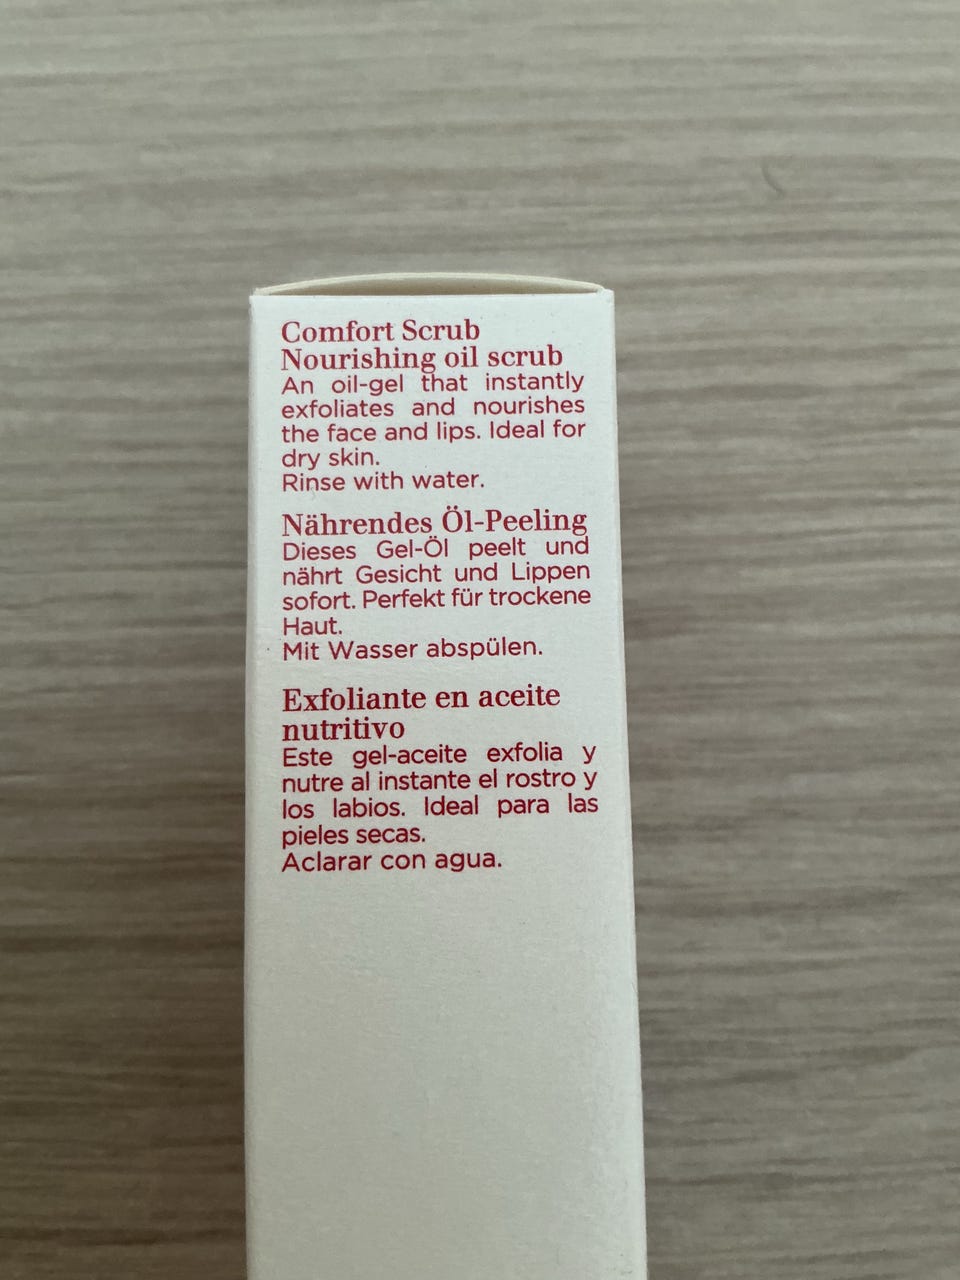 Comfort Scrub
Nourishing oil scrub
An oil-gel that instantly
exfoliates and nourishes
the face and lips. Ideal for
dry skin.
Rinse with water.
Nährendes Öl-Peeling
Dieses Gel-Öl peelt und
nährt Gesicht und Lippen
sofort. Perfekt für trockene
Haut.
Mit Wasser abspülen.
Exfoliante en aceite
nutritivo
Este gel-aceite exfolia y
nutre al instante el rostro y
los labios. Ideal para las
pieles secas.
Aclarar con agua.